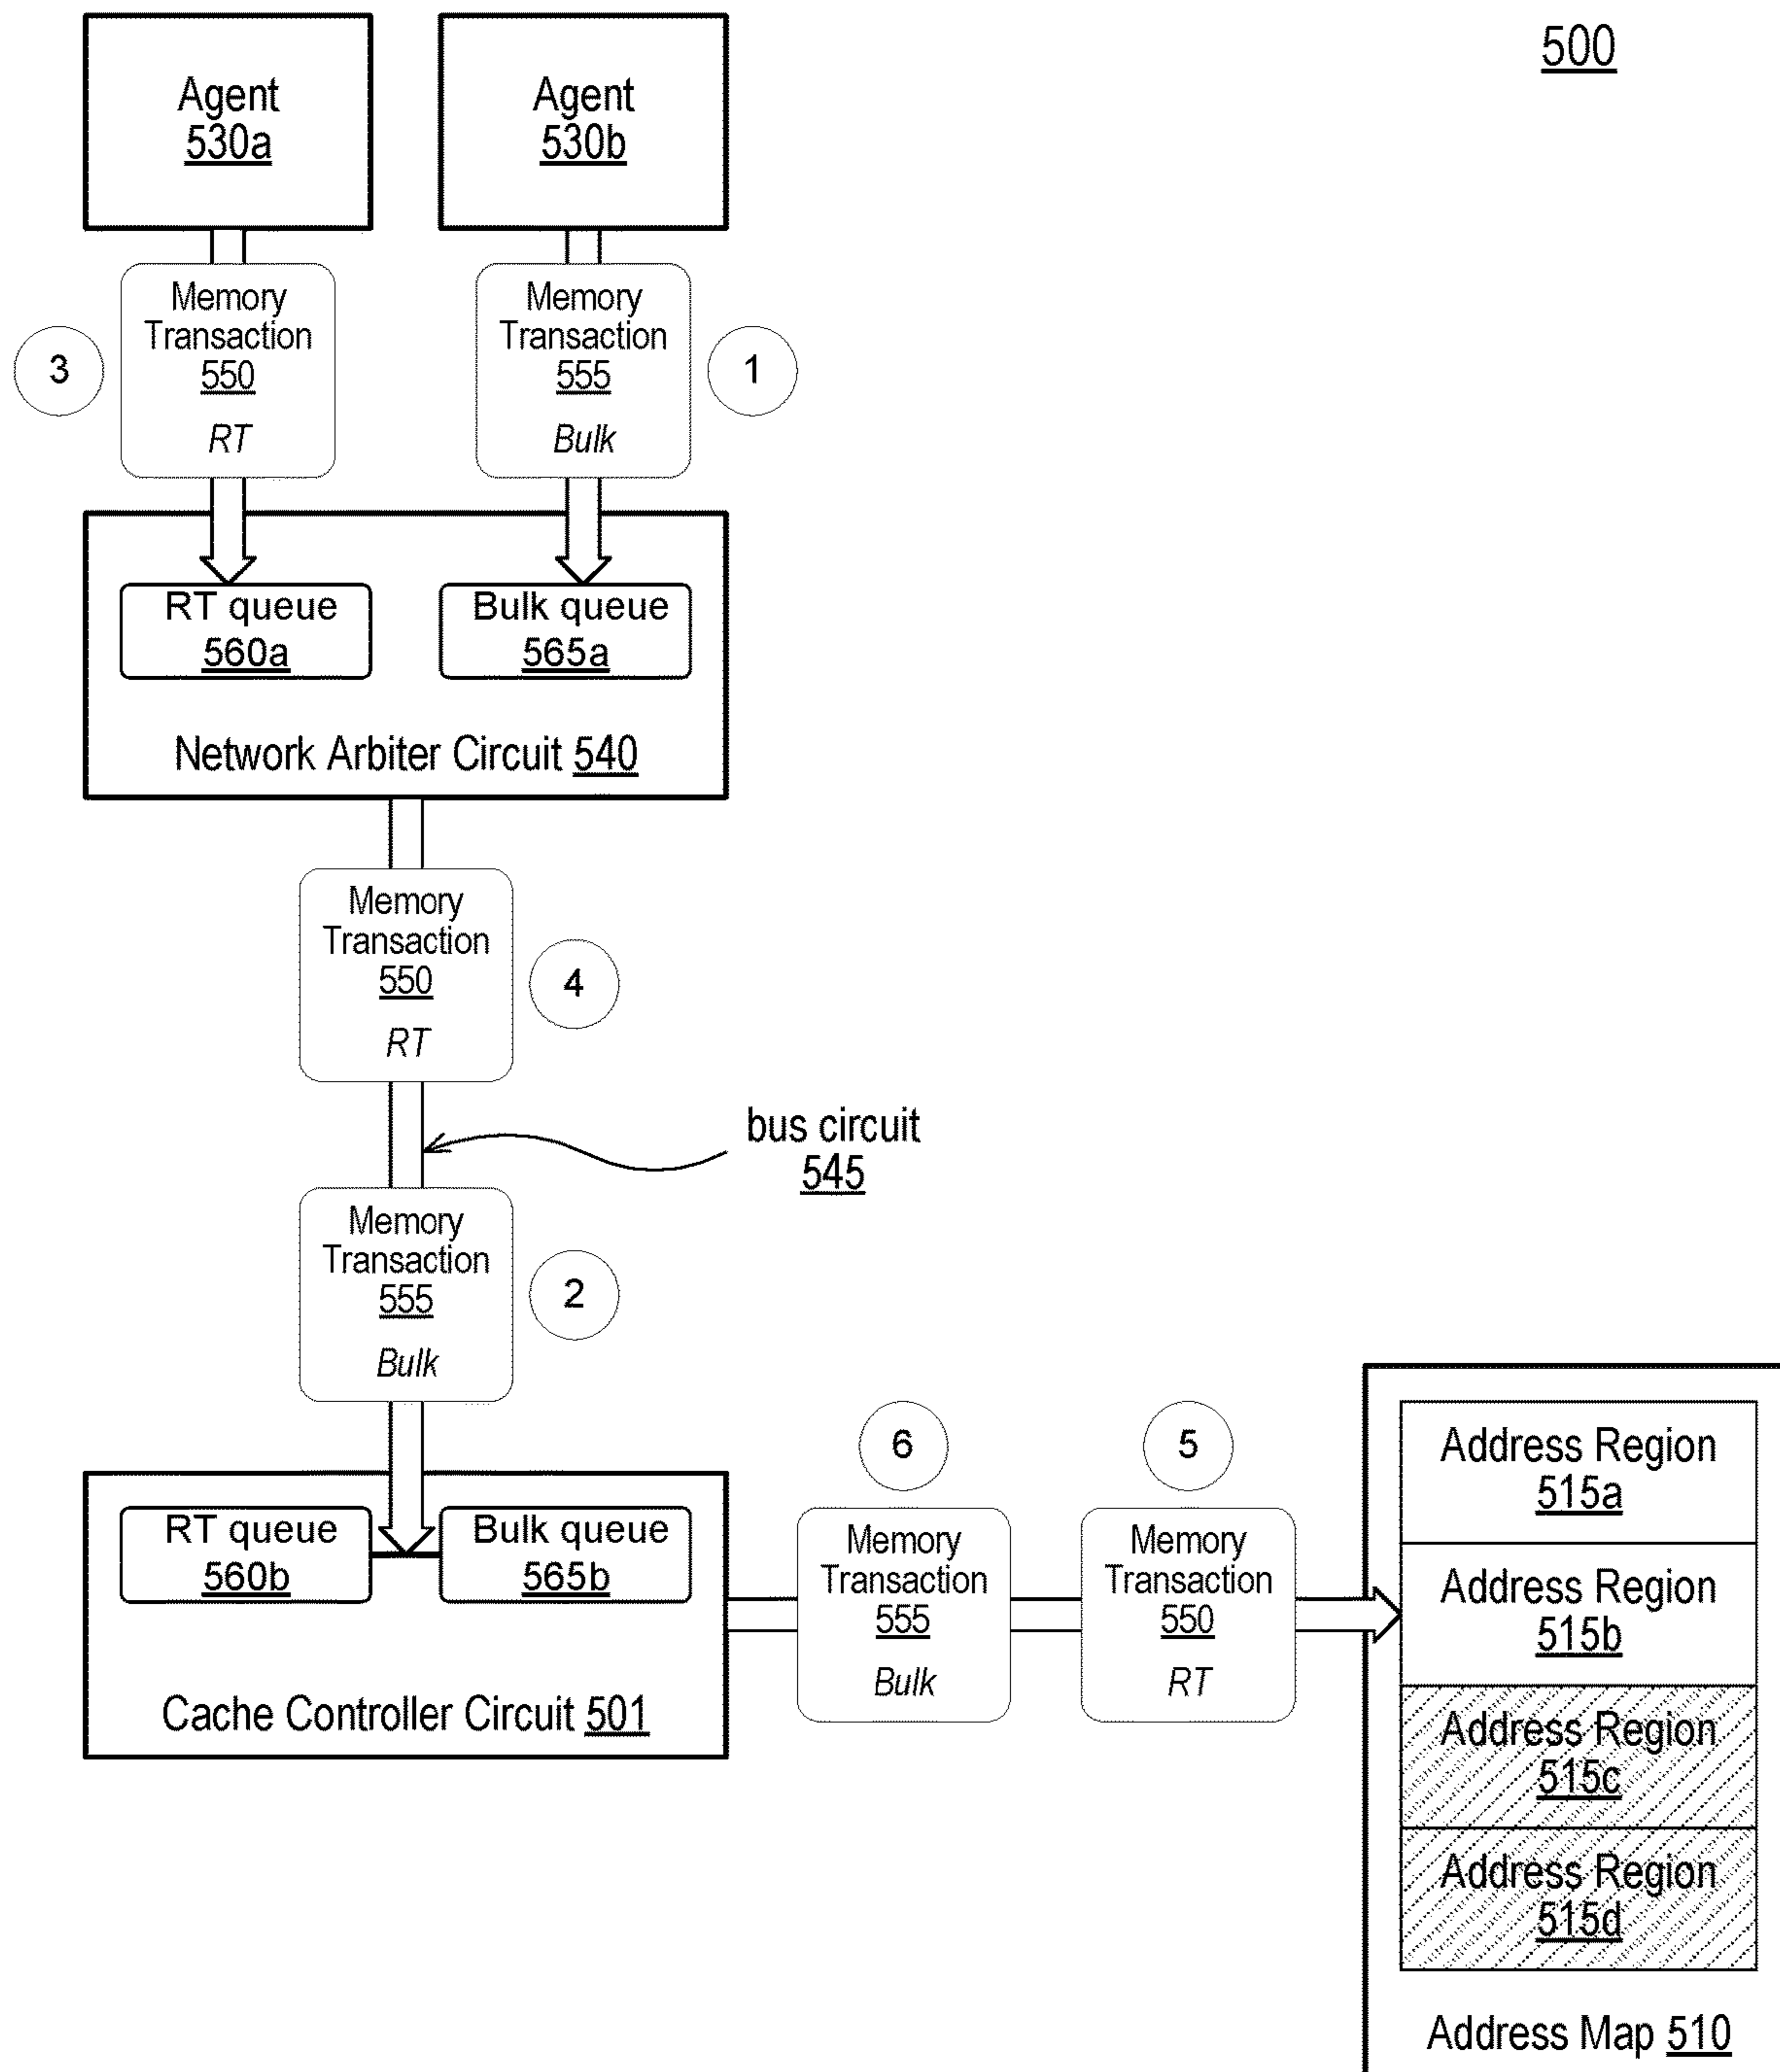 500
Agent
530a
Agent
530b
Memory
Transaction
550
RT
3
Memory
Transaction
555
Bulk
1
RT queue
560a
Bulk queue
565a
Network Arbiter Circuit 540
Memory
Transaction
550
RT
4
bus circuit
545
Memory
Transaction
555
Bulk
2
RT queue
560b
Bulk queue
565b
Cache Controller Circuit 501
6
Memory
Transaction
555
Bulk
5
Memory
Transaction
550
RT
Address Region
515a
Address Region
515b
Address Region
515c
Address Region
515d
Address Map 510